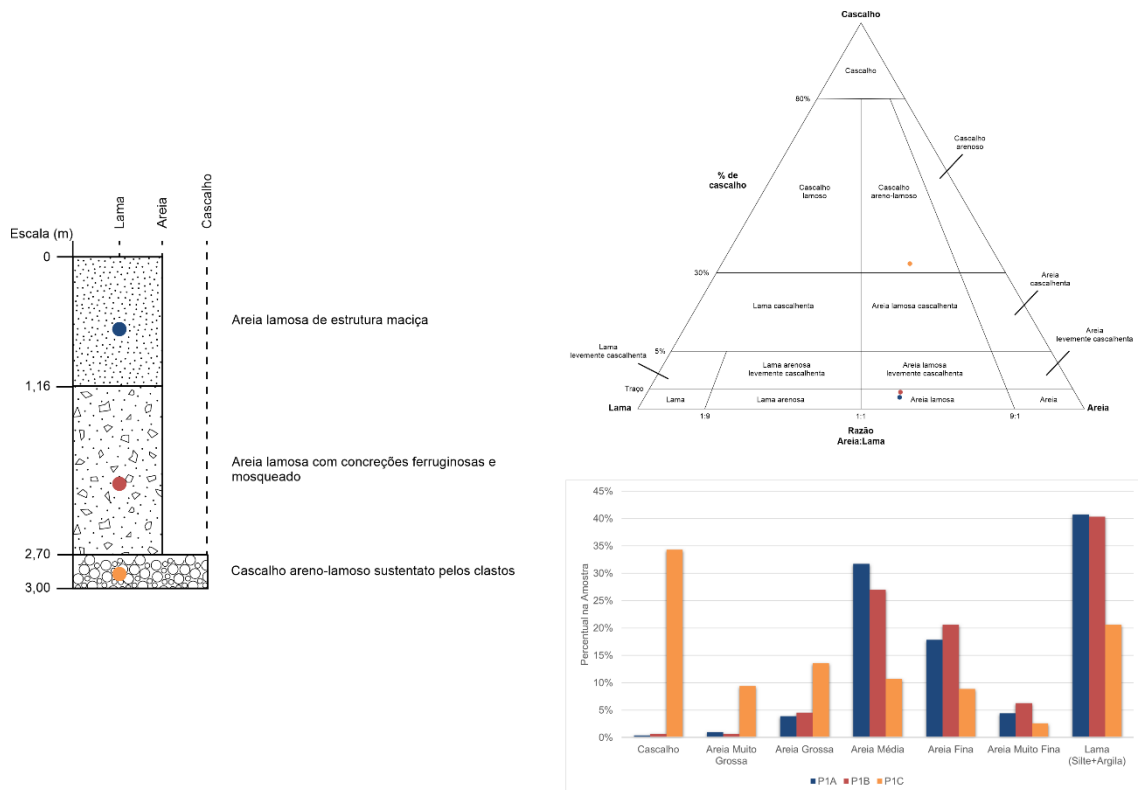 Lama
Areia
Cascalho
Escala (m)
0
1,16
2,70
3,00
Areia lamosa de estrutura maciça
Areia lamosa com concreções ferruginosas e
mosqueado
Cascalho areno-lamoso sustentato pelos clastos
Cascalho
Cascalho
80%
Cascalho
arenoso
% de
cascalho
Cascalho
lamoso
Cascalho
areno-lamoso
30%
Areia
cascalhenta
Lama cascalhenta
Areia lamosa cascalhenta
Areia
levemente cascalhenta
Lama
levemente cascalhenta
5%
Lama arenosa
levemente cascalhenta
Areia lamosa
levemente cascalhenta
Traço
Lama
Lama
Lama arenosa
Areia lamosa
Areia
Areia
1:9
1:1
9:1
Razão
Areia:Lama
45%
40%
35%
30%
25%
20%
15%
10%
5%
0%
Percentual na Amostra
Cascalho
Areia Muito
Grossa
Areia Grossa
Areia Média
Areia Fina
Areia Muito Fina
Lama
(Silte+Argila)
P1A
P1B
P1C